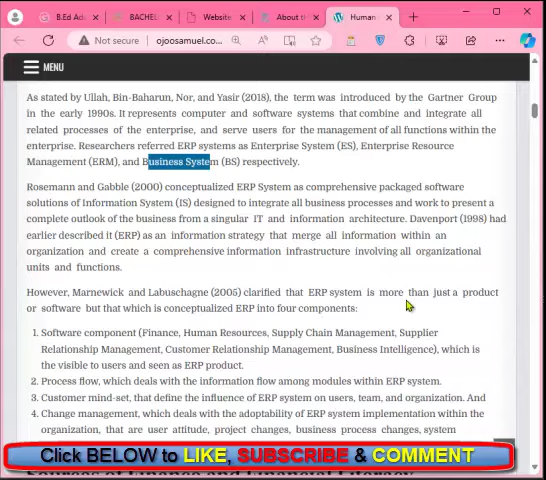 B.Ed Ad
BACHEL
Website
About th
Human
Not secure
ojoosamuel.co...
MENU
As stated by Ullah, Bin-Baharun, Nor, and Yasir (2018), the term was introduced by the Gartner Group
in the early 1990s. It represents computer and software systems that combine and integrate all
related processes of the enterprise, and serve users for the management of all functions within the
enterprise. Researchers referred ERP systems as Enterprise System (ES), Enterprise Resource
Management (ERM), and Business System (BS) respectively.
Rosemann and Gabble (2000) conceptualized ERP System as comprehensive packaged software
solutions of Information System (IS) designed to integrate all business processes and work to present a
complete outlook of the business from a singular IT and information architecture. Davenport (1998) had
earlier described it (ERP) as an information strategy that merge all information within an
organization and create a comprehensive information infrastructure involving all organizational
units and functions.
However, Marnewick and Labuschagne (2005) clarified that ERP system is more than just a product
or software but that which is conceptualized ERP into four components:
1. Software component (Finance, Human Resources, Supply Chain Management, Supplier
Relationship Management, Customer Relationship Management, Business Intelligence), which is
the visible to users and seen as ERP product.
2. Process flow, which deals with the information flow among modules within ERP system.
3. Customer mind-set, that define the influence of ERP system on users, team, and organization. And
4. Change management, which deals with the adoptability of ERP system implementation within the
organization, that are user attitude, project changes, business process changes, system
Click BELOW to LIKE, SUBSCRIBE & COMMENT